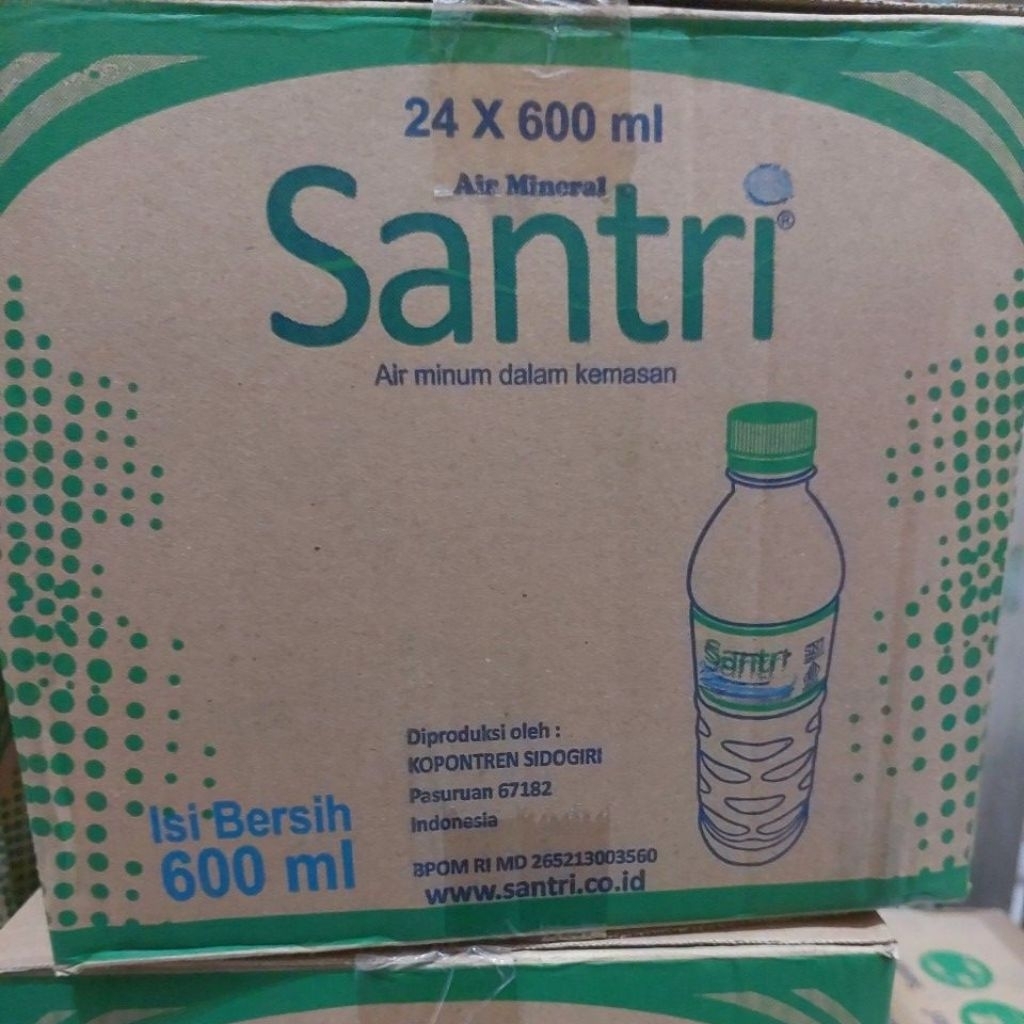 24 X 600 ml
Air Mineral
Santri®
Air minum dalam kemasan
Santri
Diproduksi oleh :
KOPONTREN SIDOGIRI
Pasuruan 67182
Indonesia
Isi Bersih
600 ml
BPOM RI MD 265213003560
www.santri.co.id